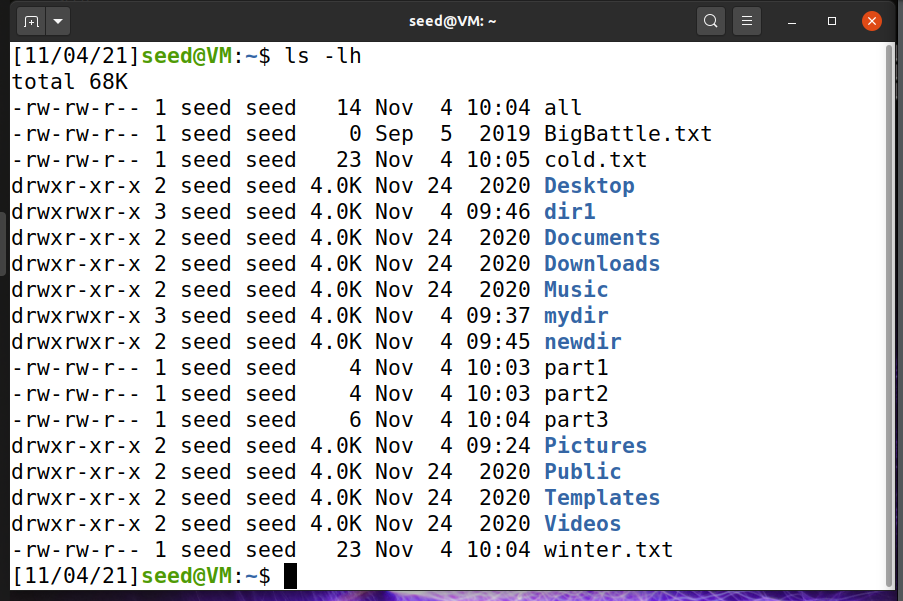 seed@VM: ~
[11/04/21]seed@VM:~$ ls -lh
total 68K
-rw-rw-r-- 1 seed seed   14 Nov  4 10:04 all
-rw-rw-r-- 1 seed seed    0 Sep  5  2019 BigBattle.txt
-rw-rw-r-- 1 seed seed   23 Nov  4 10:05 cold.txt
drwxr-xr-x 2 seed seed 4.0K Nov 24  2020 Desktop
drwxrwxr-x 3 seed seed 4.0K Nov  4 09:46 dir1
drwxr-xr-x 2 seed seed 4.0K Nov 24  2020 Documents
drwxr-xr-x 2 seed seed 4.0K Nov 24  2020 Downloads
drwxr-xr-x 2 seed seed 4.0K Nov 24  2020 Music
drwxrwxr-x 3 seed seed 4.0K Nov  4 09:37 mydir
drwxrwxr-x 2 seed seed 4.0K Nov  4 09:45 newdir
-rw-rw-r-- 1 seed seed    4 Nov  4 10:03 part1
-rw-rw-r-- 1 seed seed    4 Nov  4 10:03 part2
-rw-rw-r-- 1 seed seed    6 Nov  4 10:04 part3
drwxr-xr-x 2 seed seed 4.0K Nov  4 09:24 Pictures
drwxr-xr-x 2 seed seed 4.0K Nov 24  2020 Public
drwxr-xr-x 2 seed seed 4.0K Nov 24  2020 Templates
drwxr-xr-x 2 seed seed 4.0K Nov 24  2020 Videos
-rw-rw-r-- 1 seed seed   23 Nov  4 10:04 winter.txt
[11/04/21]seed@VM:~$